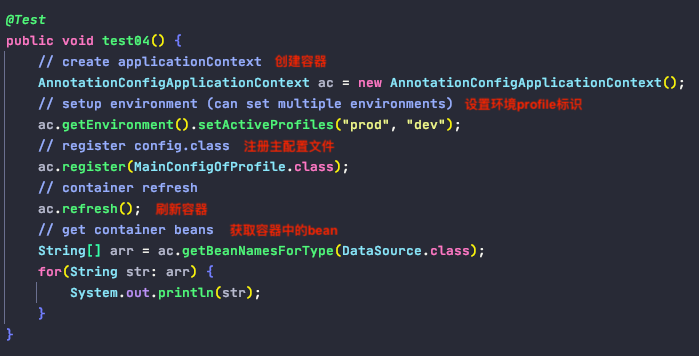 @Test
public void test04() {
// create applicationContext 创建容器
AnnotationConfigApplicationContext ac = new AnnotationConfigApplicationContext();
// setup environment (can set multiple environments) 设置环境profile标识
ac.getEnvironment().setActiveProfiles("prod", "dev");
// register config.class 注册主配置文件
ac.register(MainConfigOfProfile.class);
// container refresh
ac.refresh(); 刷新容器
// get container beans 获取容器中的bean
String[] arr = ac.getBeanNamesForType(DataSource.class);
for(String str: arr) {
System.out.println(str);
}
}